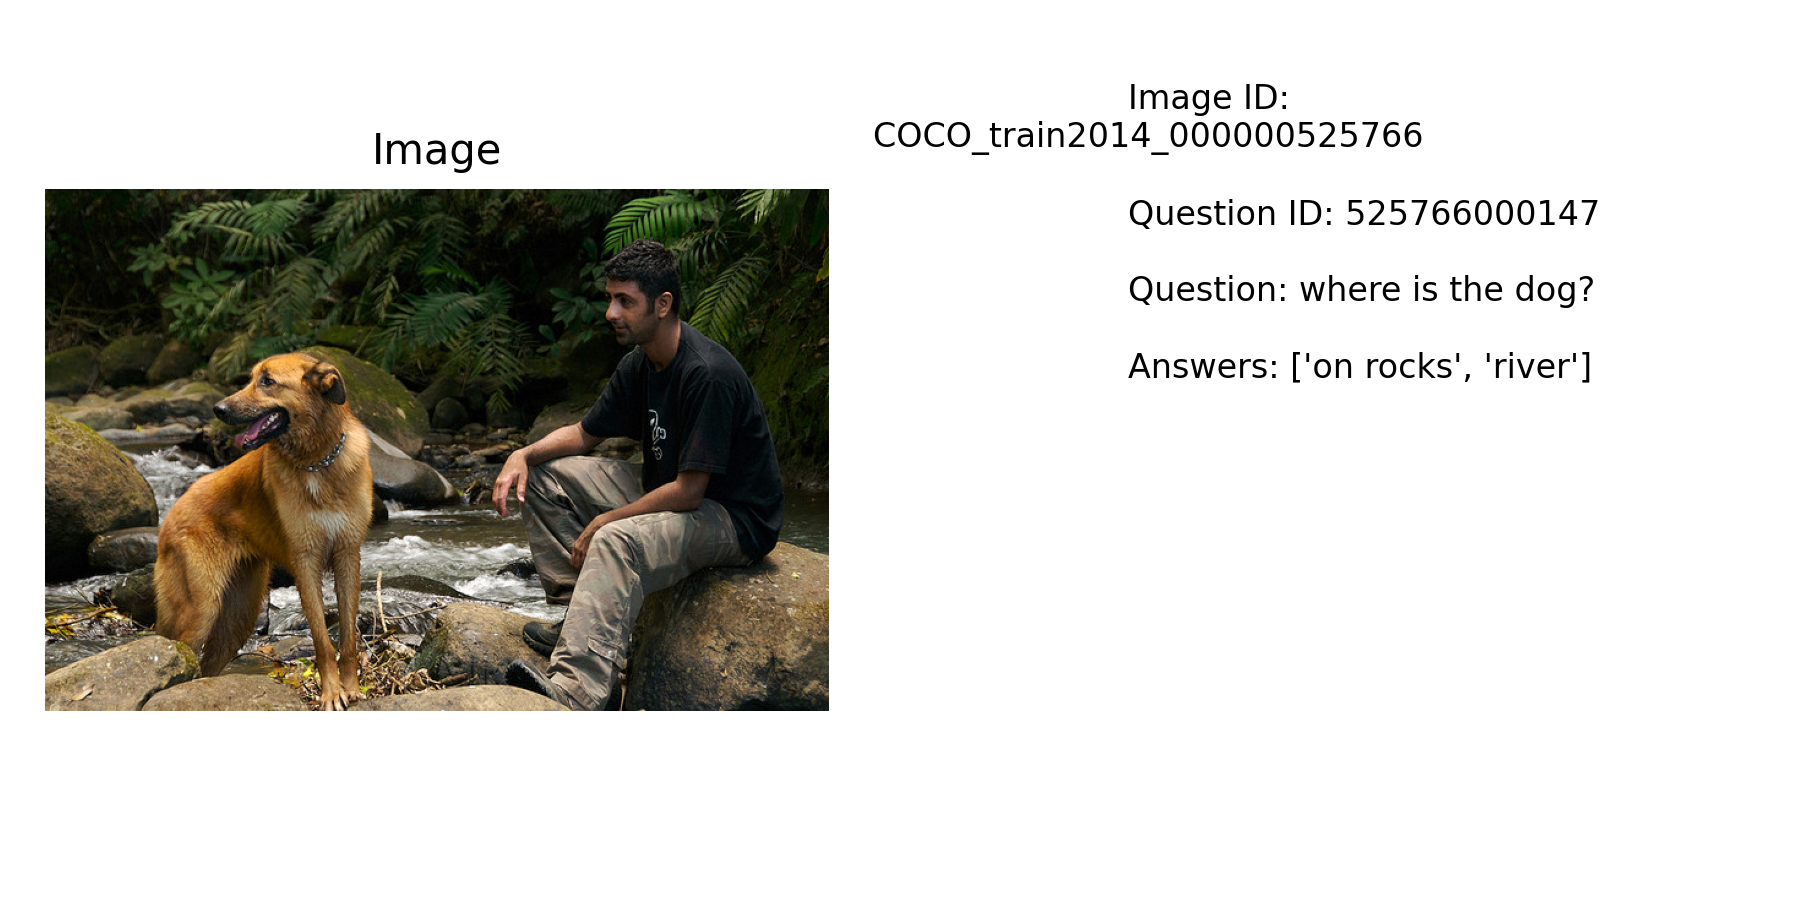 Image
Image ID:
COCO_train2014_000000525766
Question ID: 525766000147
Question: where is the dog?
Answers: ['on rocks', 'river']